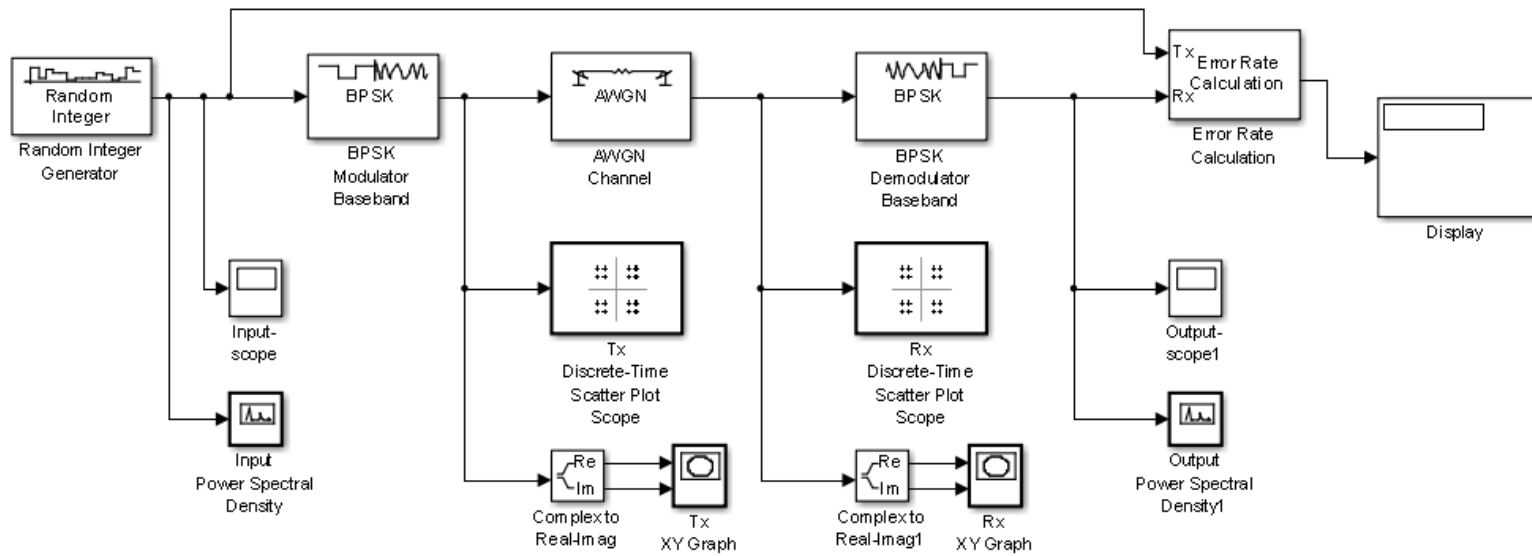 Random
Integer
Random Integer
Generator
BPSK
BPSK
Modulator
Baseband
AWGN
AWGN
Channel
BPSK
BPSK
Demodulator
Baseband
Tx
Rx
Error Rate
Calculation
Error Rate
Calculation
Display
Input-
scope
Tx
Discrete-Time
Scatter Plot
Scope
Rx
Discrete-Time
Scatter Plot
Scope
Output-
scope1
Input
Power Spectral
Density
Re
Im
Complex to
Real-Imag
Tx
XY Graph
Re
Im
Complex to
Real-Imag1
Rx
XY Graph
Output
Power Spectral
Density1